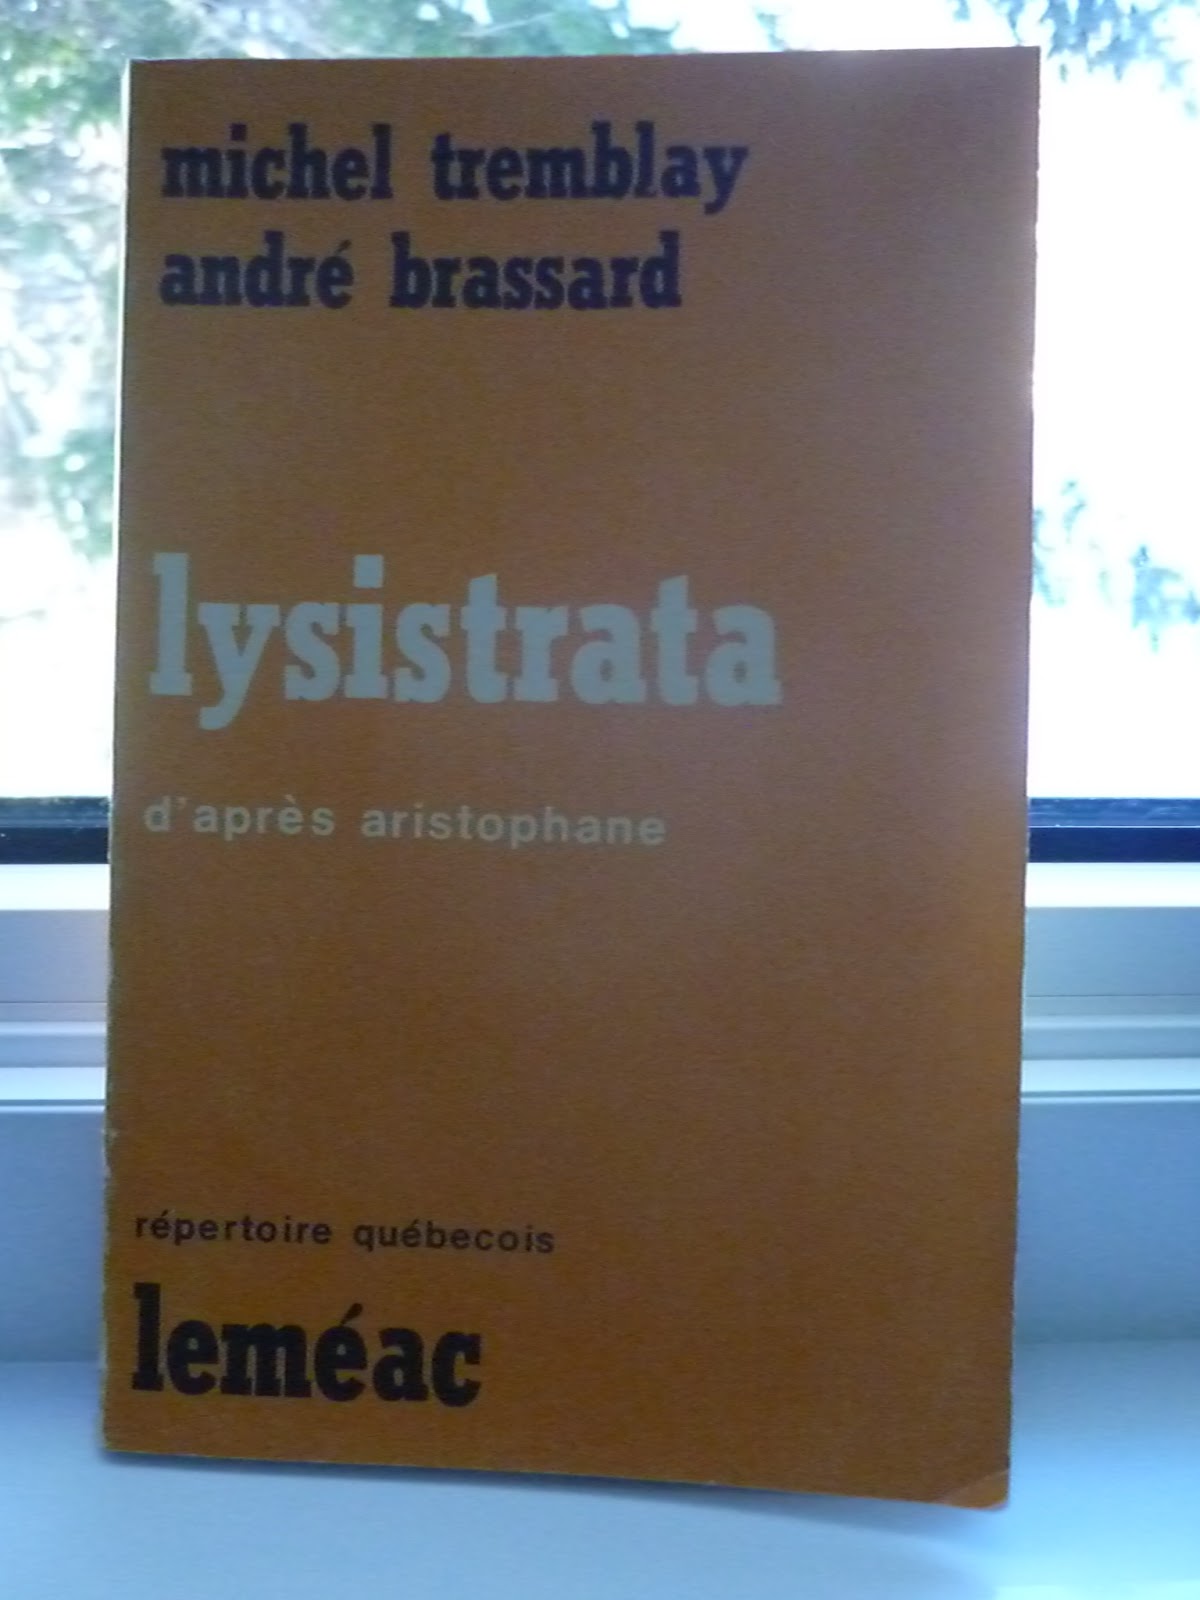 michel tremblay
andré brassard
lysistrata
d'après aristophane
répertoire québecois
leméac